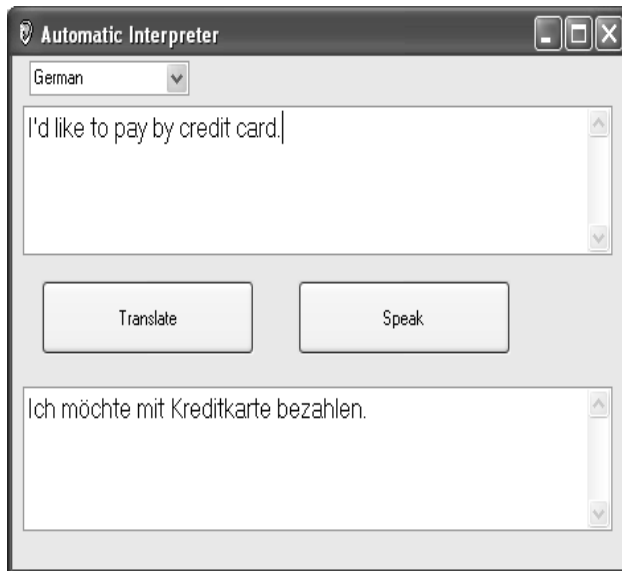 Automatic Interpreter
German
I'd like to pay by credit card.
Translate Speak
Ich möchte mit Kreditkarte bezahlen.